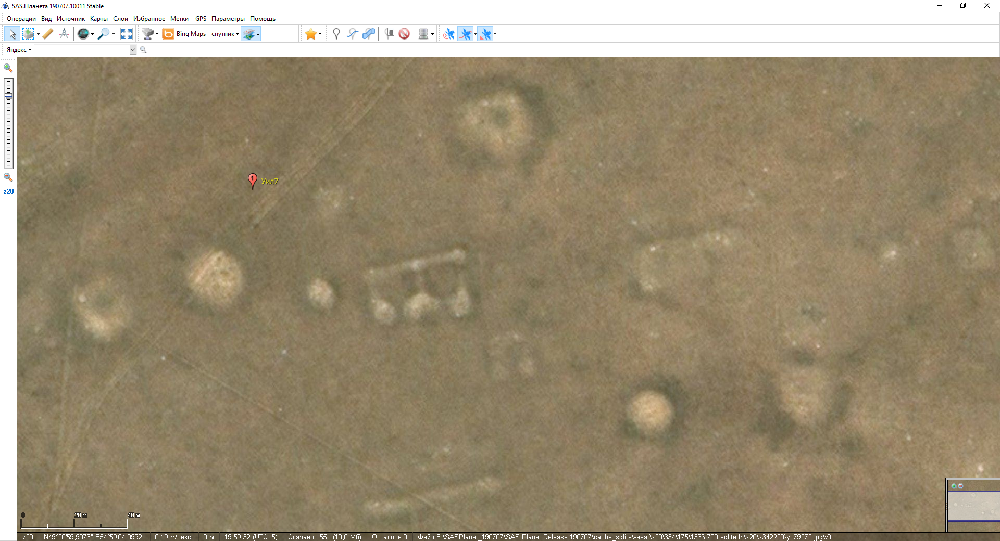 SAS.Планета 190707.10011 Stable
Операции Вид Источник Карты Слои Избранное Метки GPS Параметры Помощь
Bing Maps - спутник
Яндекс
z20
1 Уил7
0 20 м 40 м
z20 N49°20'59,9073" E54°59'04,0992" 0,19 м/пикс. 0 м 19:59:32 (UTC+5) Скачано 1551 (10,0 Мб) Осталось 0 Файл F:\SASPlanet_190707\SAS.Planet.Release.190707\cache_sqlite\wesat\z20\334\175\1336.700.sqlitedb\z20\x342220\y179272.jpg\v0